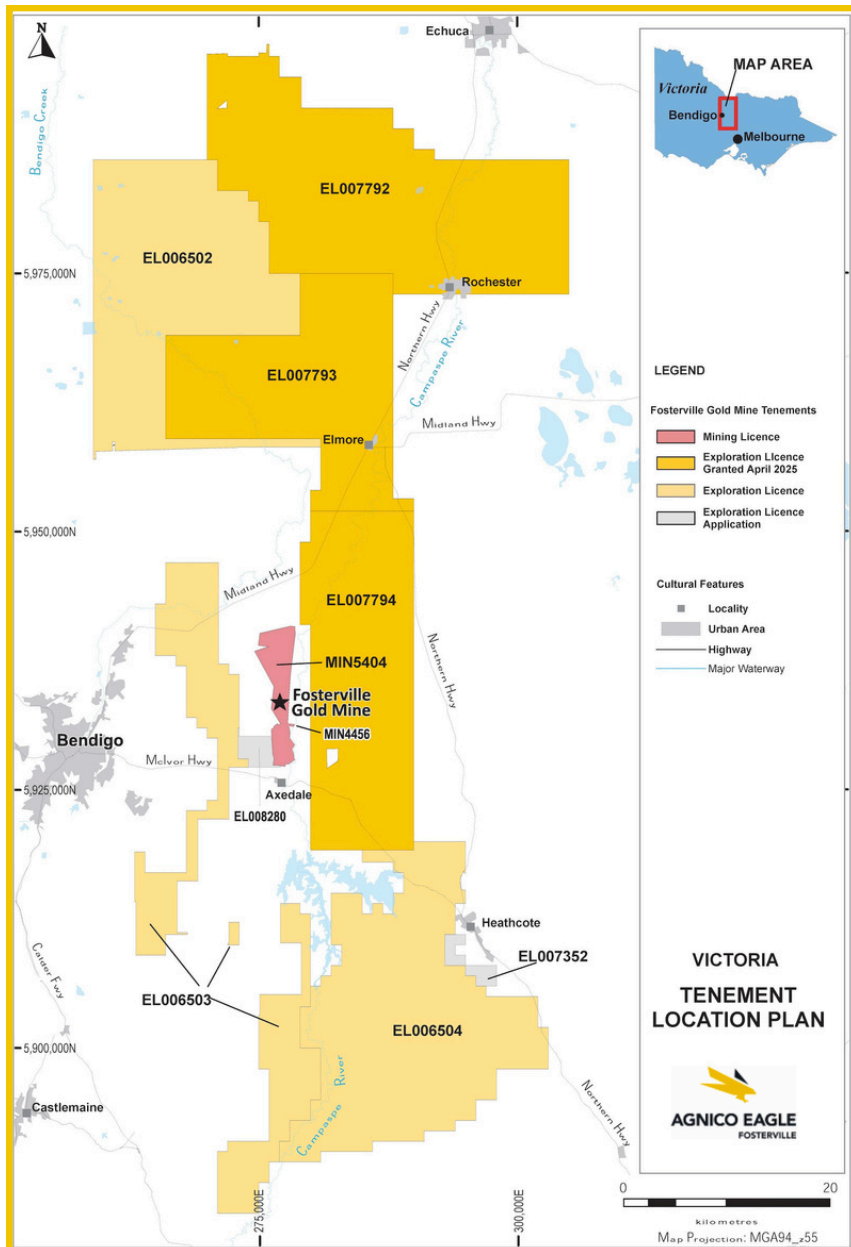 N
Echuca
Bendigo Creek
EL007792
EL006502
5,975,000N
Rochester
Northern Hwy
Campaspe River
EL007793
Midland Hwy
Elmore
5,950,000N
Midland Hwy
EL007794
Northern Hwy
MIN5404
Fosterville
Gold Mine
MIN4456
Bendigo
McIvor Hwy
5,925,000N
Axedale
EL008280
Heathcote
EL007352
Calder Fwy
EL006503
EL006504
5,900,000N
Castlemaine
Campaspe River
Northern Hwy
275,000E
300,000E
MAP AREA
Victoria
Bendigo
Melbourne
LEGEND
Fosterville Gold Mine Tenements
Mining Licence
Exploration LIcence
Granted April 2025
Exploration Licence
Exploration Licence
Application
Cultural Features
Locality
Urban Area
Highway
Major Waterway
VICTORIA
TENEMENT
LOCATION PLAN
AGNICO EAGLE
FOSTERVILLE
0 20
kilometres
Map Projection: MGA94_z55